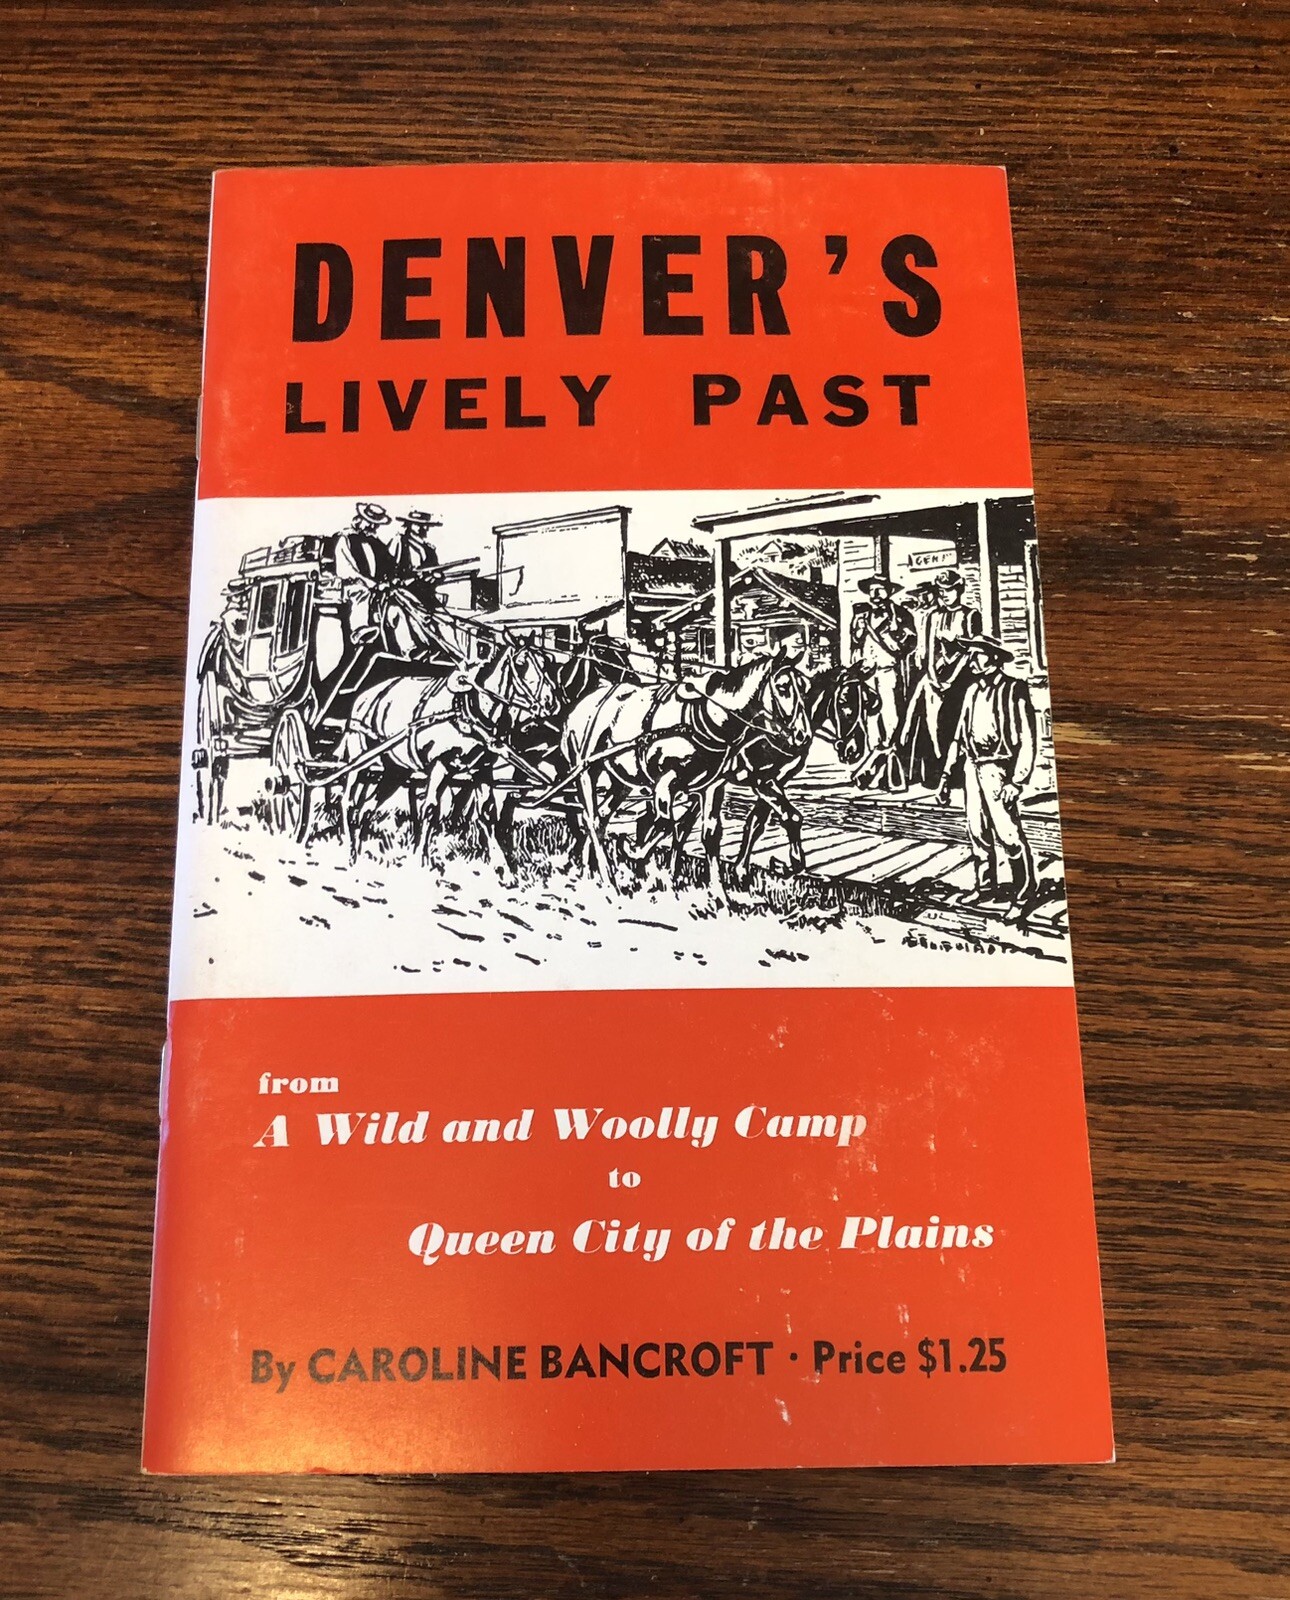 DENVER'S
LIVELY PAST
from
A Wild and Woolly Camp
to
Queen City of the Plains
By CAROLINE BANCROFT · Price $1.25